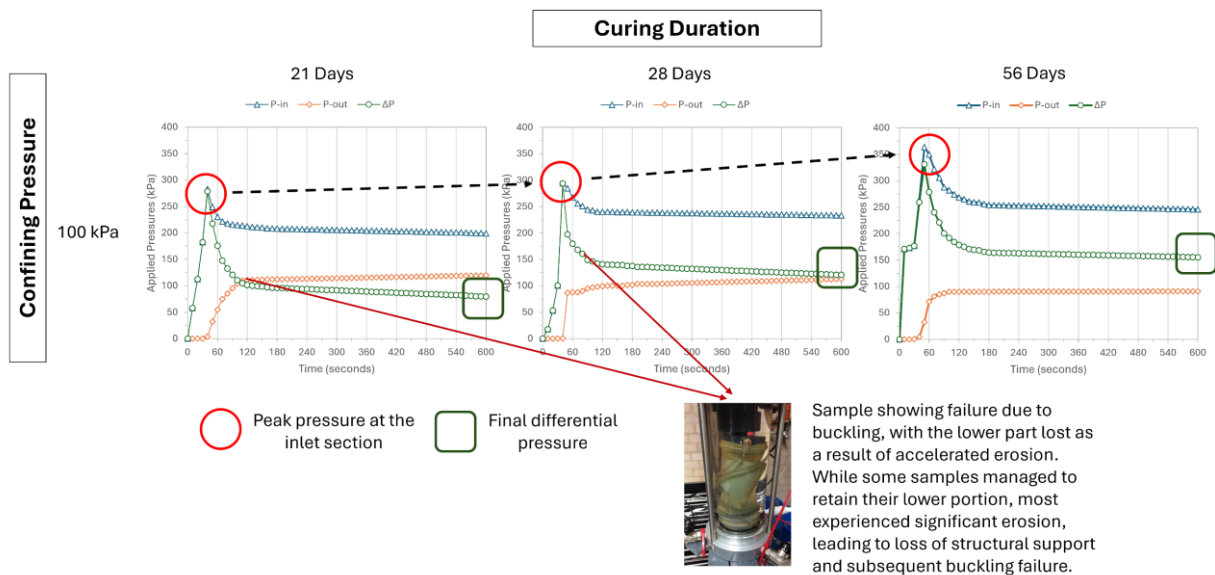 Curing Duration
Confining Pressure
100 kPa
21 Days
P-in P-out ΔP
Applied Pressures (kPa)
400
350
300
250
200
150
100
50
0
0 60 120 180 240 300 360 420 480 540 600
Time (seconds)
28 Days
P-in P-out ΔP
Applied Pressures (kPa)
400
350
300
250
200
150
100
50
0
0 60 120 180 240 300 360 420 480 540 600
Time (seconds)
56 Days
P-in P-out ΔP
Applied Pressures (kPa)
400
350
300
250
200
150
100
50
0
0 60 120 180 240 300 360 420 480 540 600
Time (seconds)
Peak pressure at the
inlet section
Final differential
pressure
Sample showing failure due to
buckling, with the lower part lost as
a result of accelerated erosion.
While some samples managed to
retain their lower portion, most
experienced significant erosion,
leading to loss of structural support
and subsequent buckling failure.